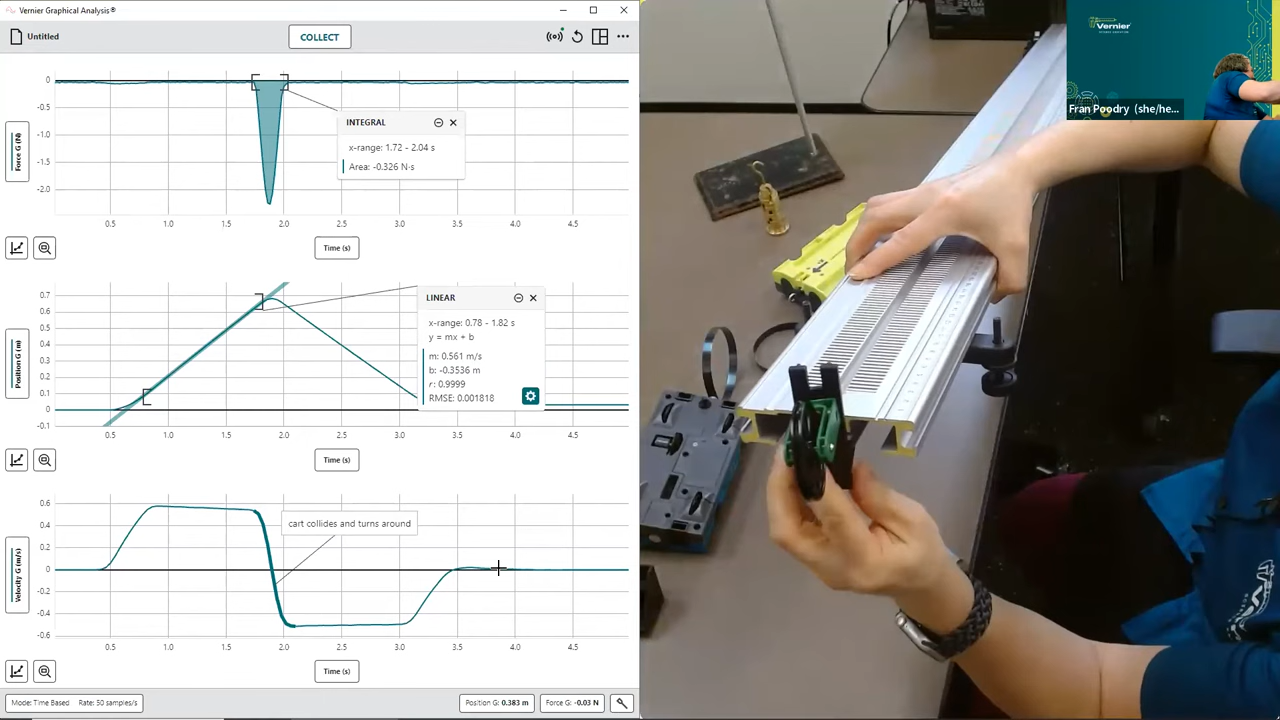 Vernier Graphical Analysis®
Untitled
COLLECT
0
-0.5
-1.0
-1.5
-2.0
Force G (N)
INTEGRAL
x-range: 1.72 - 2.04 s
Area: -0.326 N·s
0.5 1.0 1.5 2.0 2.5 3.0 3.5 4.0 4.5
Time (s)
0.7
0.6
0.5
0.4
0.3
0.2
0.1
0
-0.1
Position G (m)
LINEAR
x-range: 0.78 - 1.82 s
y = mx + b
m: 0.561 m/s
b: -0.3536 m
r: 0.9999
RMSE: 0.001818
0.5 1.0 1.5 2.0 2.5 3.0 3.5 4.0 4.5
Time (s)
0.6
0.4
0.2
0
-0.2
-0.4
-0.6
Velocity G (m/s)
cart collides and turns around
0.5 1.0 1.5 2.0 2.5 3.0 3.5 4.0 4.5
Time (s)
Mode: Time Based Rate: 50 samples/s
Position G: 0.383 m
Force G: -0.03 N
Vernier
Fran Poodry (she/he...